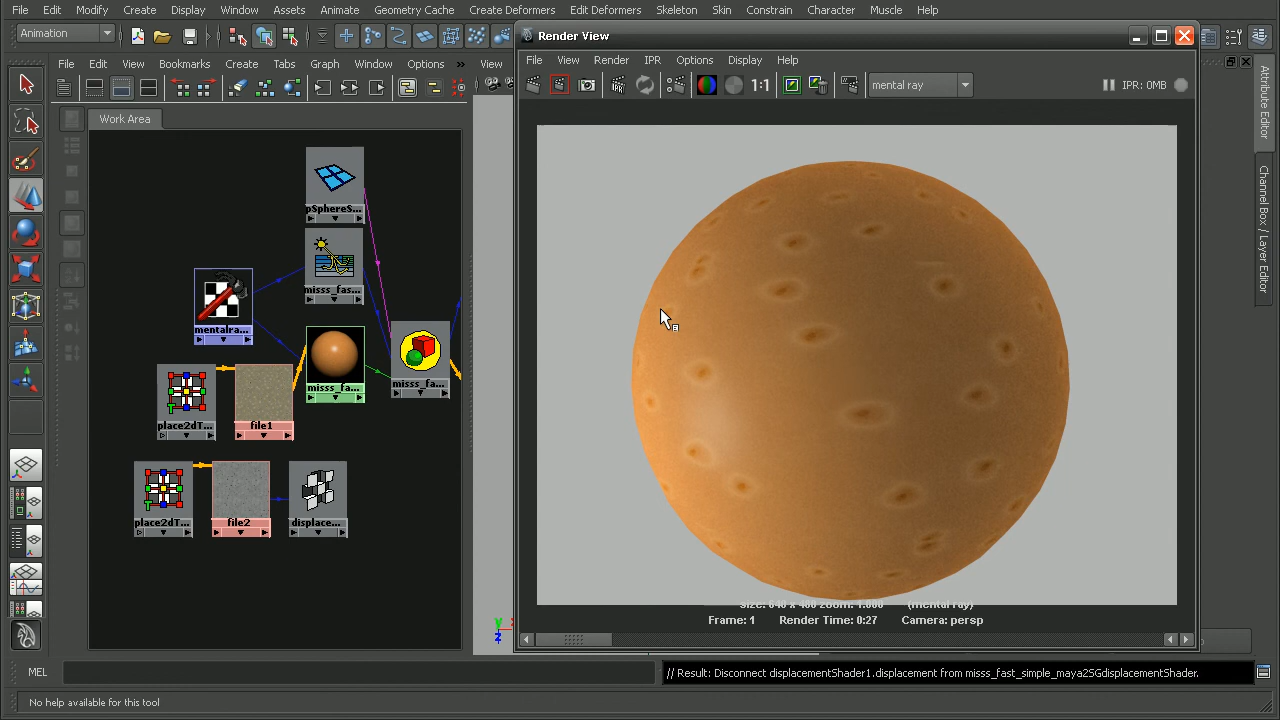 File Edit Modify Create Display Window Assets Animate Geometry Cache Create Deformers Edit Deformers Skeleton Skin Constrain Character Muscle Help
Animation
Render View
File Edit View Bookmarks Create Tabs Graph Window Options »
File View Render IPR Options Display Help
1:1
mental ray
IPR: 0MB
Work Area
Attribute Editor
Channel Box / Layer Editor
pSphereS...
misss_fas...
mentalra...
misss_fa...
misss_fa...
place2dT...
file1
place2dT...
file2
displace...
size: 640 x 480 zoom: 1.000 (mental ray)
Frame: 1 Render Time: 0:27 Camera: persp
y
z
MEL
// Result: Disconnect displacementShader1.displacement from misss_fast_simple_maya2SGdisplacementShader.
No help available for this tool